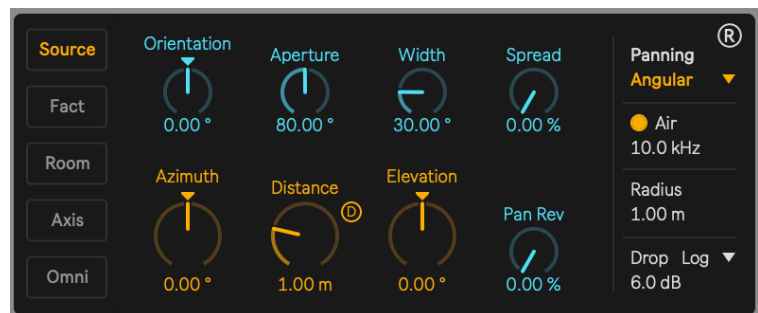 Source
Fact
Room
Axis
Omni
Orientation
0.00 °
Aperture
80.00 °
Width
30.00 °
Spread
0.00 %
Azimuth
0.00 °
Distance
D
1.00 m
Elevation
0.00 °
Pan Rev
0.00 %
®
Panning
Angular
Air
10.0 kHz
Radius
1.00 m
Drop Log
6.0 dB